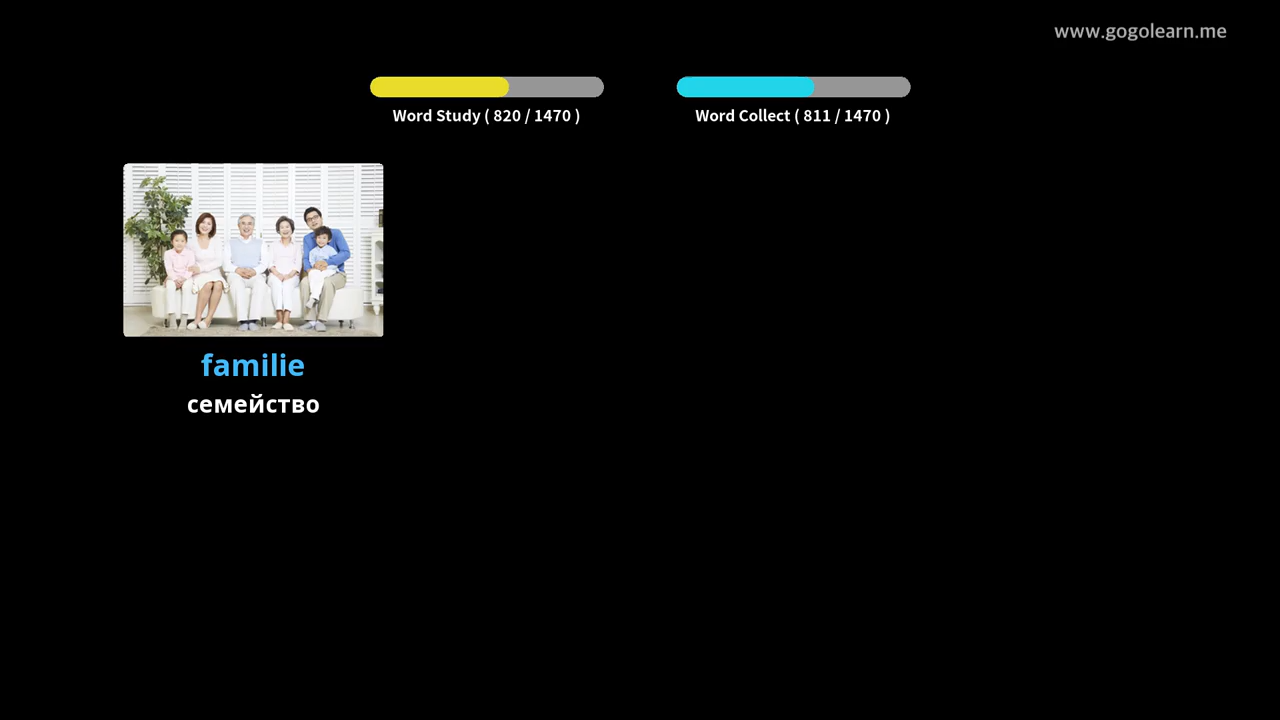 www.gogolearn.me
Word Study ( 820 / 1470 )
Word Collect ( 811 / 1470 )
familie
семейство